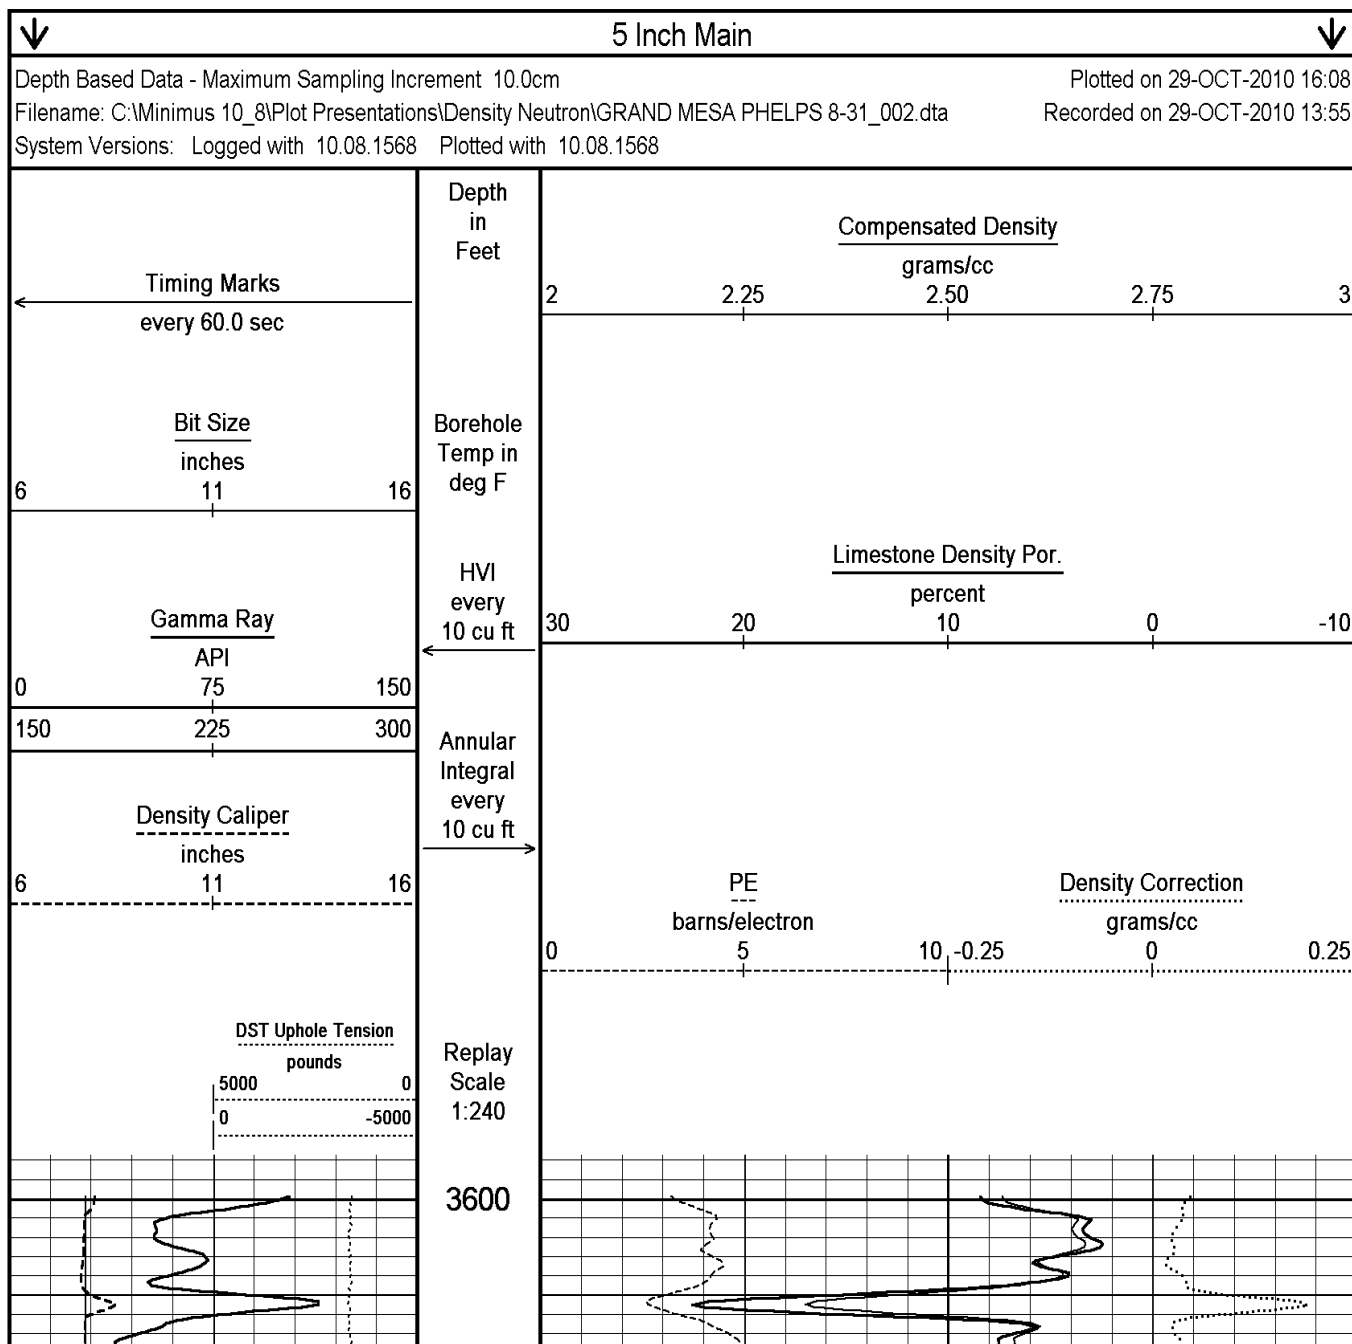 5 Inch Main
Depth Based Data - Maximum Sampling Increment 10.0cm
Plotted on 29-OCT-2010 16:08
Filename: C:\Minimus 10_8\Plot Presentations\Density Neutron\GRAND MESA PHELPS 8-31_002.dta
Recorded on 29-OCT-2010 13:55
System Versions: Logged with 10.08.1568 Plotted with 10.08.1568
Timing Marks
every 60.0 sec
Bit Size
inches
6 11 16
Gamma Ray
API
0 75 150
150 225 300
Density Caliper
inches
6 11 16
DST Uphole Tension
pounds
5000 0
0 -5000
Depth
in
Feet
Borehole
Temp in
deg F
HVI
every
10 cu ft
Annular
Integral
every
10 cu ft
Replay
Scale
1:240
3600
Compensated Density
grams/cc
2 2.25 2.50 2.75 3
Limestone Density Por.
percent
30 20 10 0 -10
PE
barns/electron
0 5 10
Density Correction
grams/cc
-0.25 0 0.25